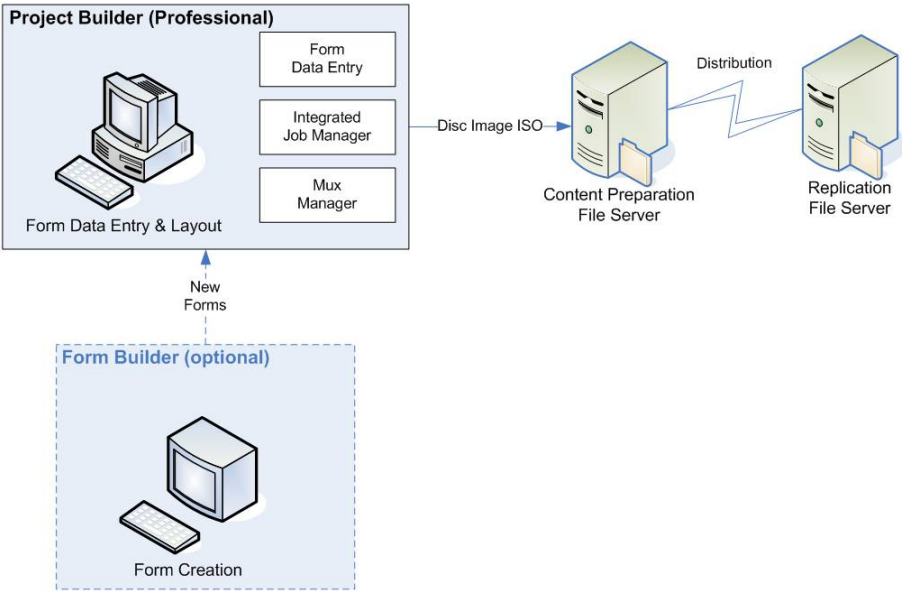 Project Builder (Professional)
Form
Data Entry
Integrated
Job Manager
Mux
Manager
Form Data Entry & Layout
Disc Image ISO
Content Preparation
File Server
Distribution
Replication
File Server
New
Forms
Form Builder (optional)
Form Creation